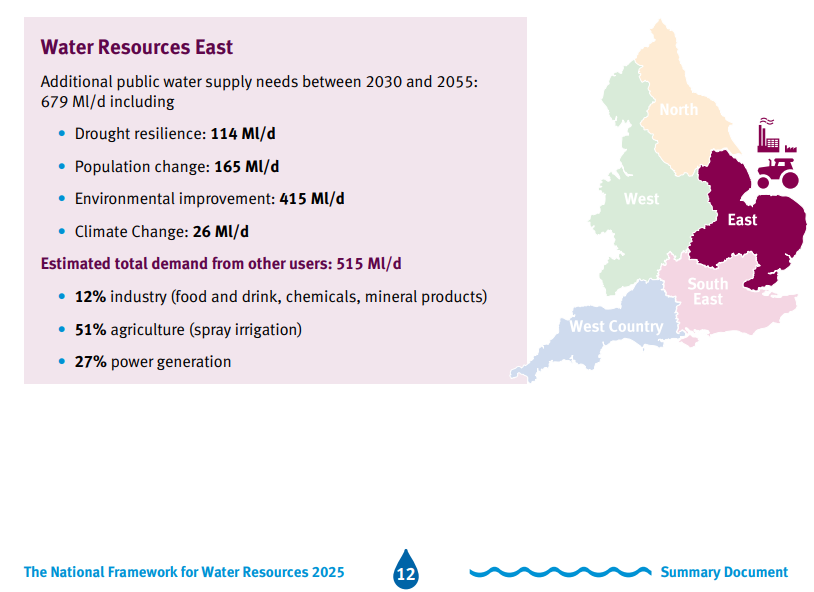 Water Resources East
Additional public water supply needs between 2030 and 2055:
679 Ml/d including
• Drought resilience: 114 Ml/d
• Population change: 165 Ml/d
• Environmental improvement: 415 Ml/d
• Climate Change: 26 Ml/d
Estimated total demand from other users: 515 Ml/d
• 12% industry (food and drink, chemicals, mineral products)
• 51% agriculture (spray irrigation)
• 27% power generation
North
West
East
South
East
West Country
The National Framework for Water Resources 2025
12
Summary Document